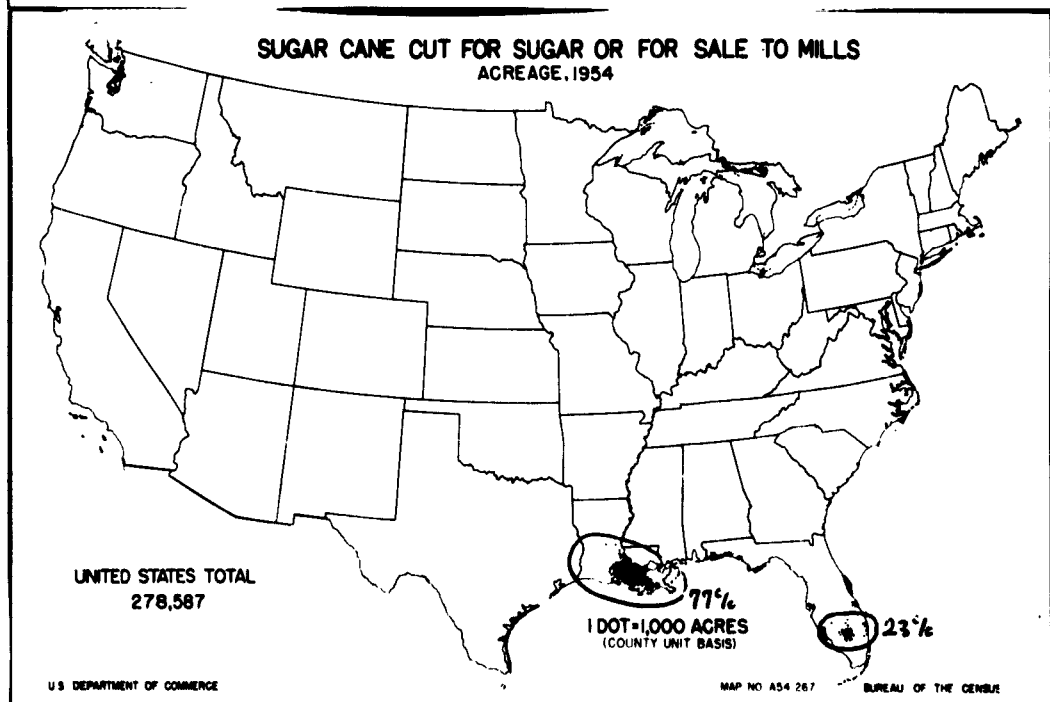 SUGAR CANE CUT FOR SUGAR OR FOR SALE TO MILLS
ACREAGE, 1954
UNITED STATES TOTAL
278,587
77%
1 DOT=1,000 ACRES
(COUNTY UNIT BASIS)
23%
U S DEPARTMENT OF COMMERCE
MAP NO A54 267
BUREAU OF THE CENSUS